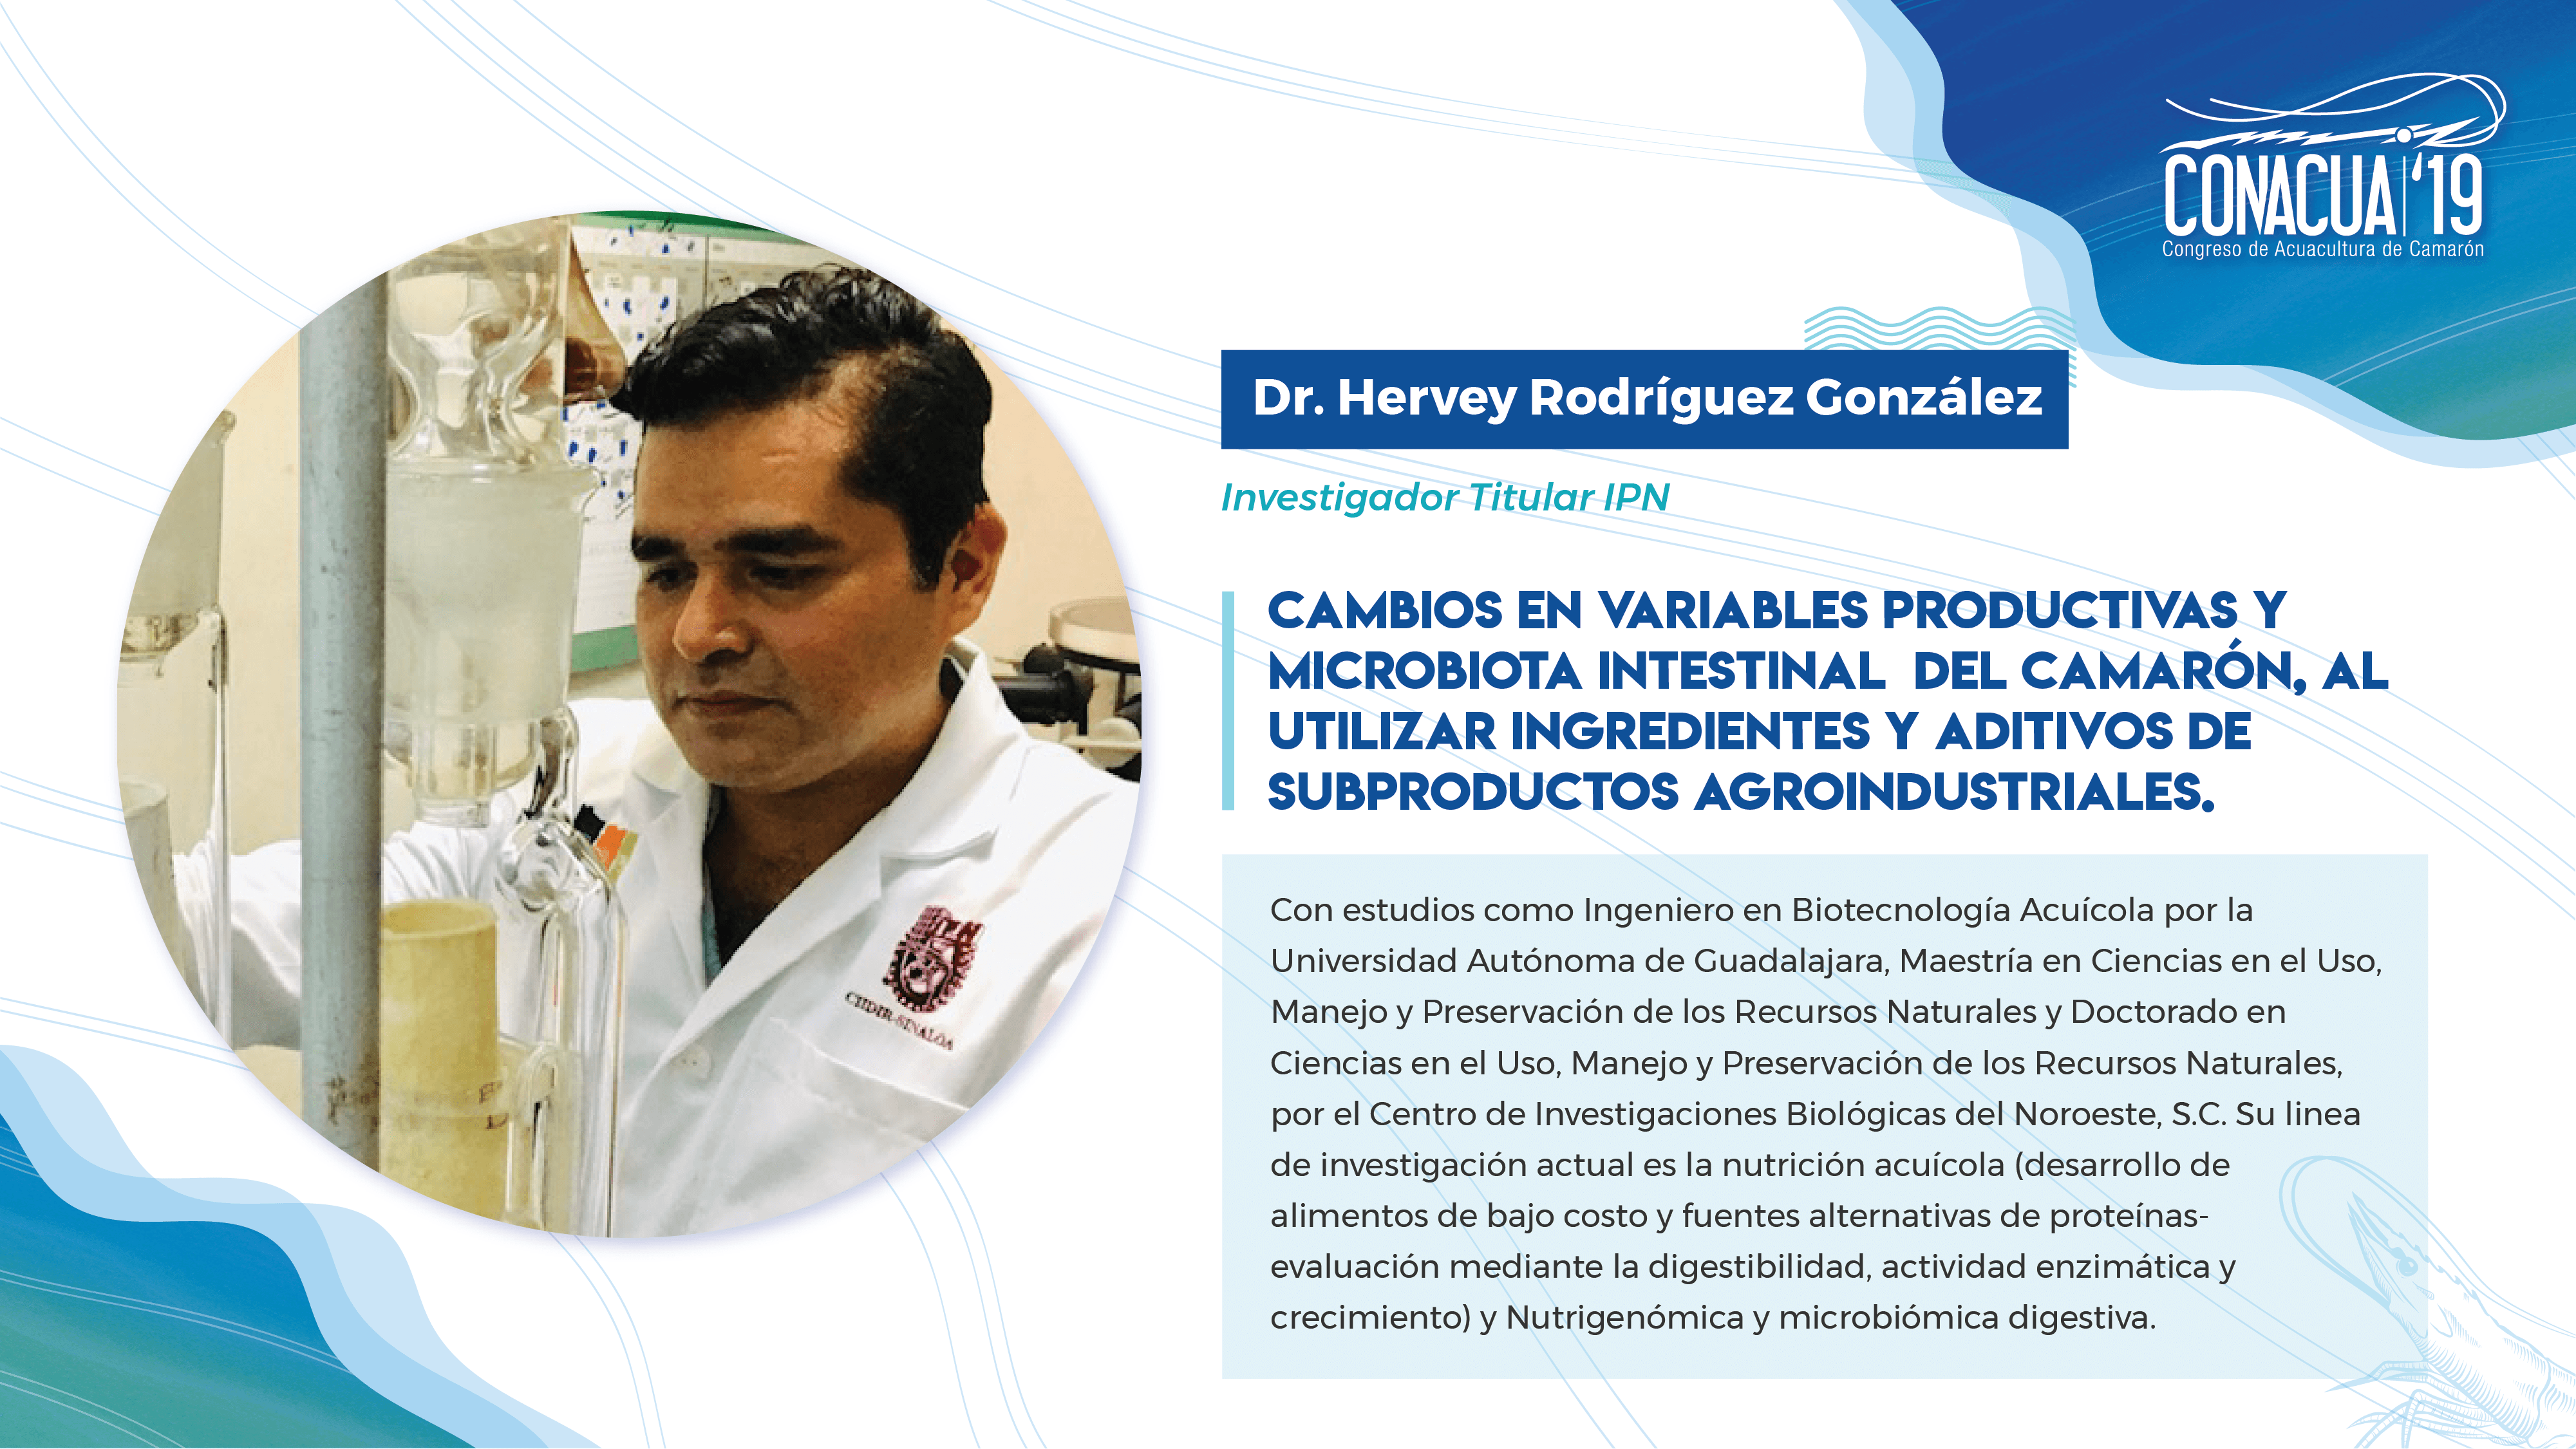 CONACUA '19
Congreso de Acuacultura de Camarón
Dr. Hervey Rodríguez González
Investigador Titular IPN
CAMBIOS EN VARIABLES PRODUCTIVAS Y
MICROBIOTA INTESTINAL DEL CAMARÓN, AL
UTILIZAR INGREDIENTES Y ADITIVOS DE
SUBPRODUCTOS AGROINDUSTRIALES.
Con estudios como Ingeniero en Biotecnología Acuícola por la
Universidad Autónoma de Guadalajara, Maestría en Ciencias en el Uso,
Manejo y Preservación de los Recursos Naturales y Doctorado en
Ciencias en el Uso, Manejo y Preservación de los Recursos Naturales,
por el Centro de Investigaciones Biológicas del Noroeste, S.C. Su linea
de investigación actual es la nutrición acuícola (desarrollo de
alimentos de bajo costo y fuentes alternativas de proteínas-
evaluación mediante la digestibilidad, actividad enzimática y
crecimiento) y Nutrigenómica y microbiómica digestiva.
IPN
CIIDIR-SINALOA